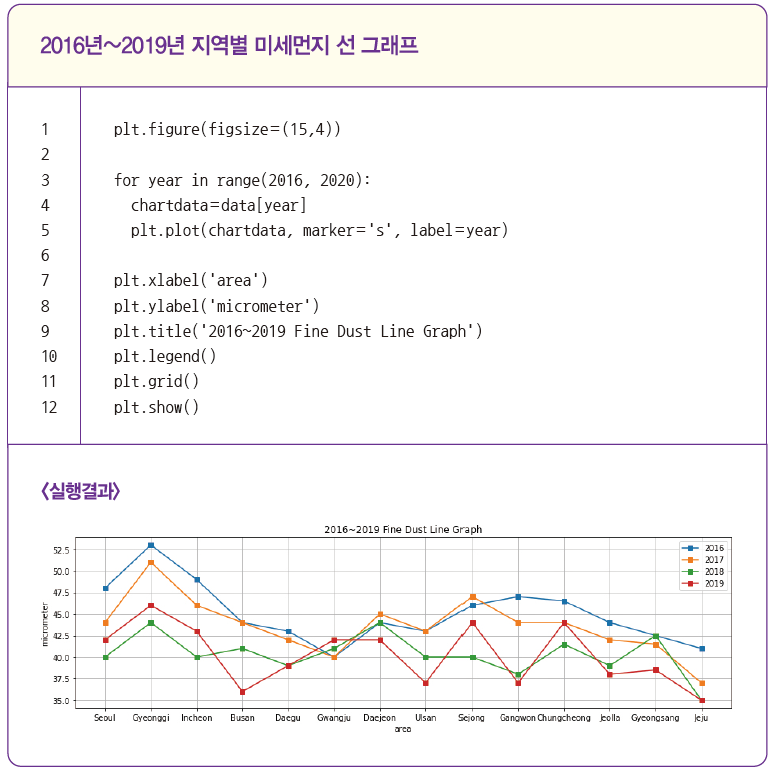 2016년~2019년 지역별 미세먼지 선 그래프
1 plt.figure(figsize=(15,4))
2
3 for year in range(2016, 2020):
4 chartdata=data[year]
5 plt.plot(chartdata, marker='s', label=year)
6
7 plt.xlabel('area')
8 plt.ylabel('micrometer')
9 plt.title('2016~2019 Fine Dust Line Graph')
10 plt.legend()
11 plt.grid()
12 plt.show()
<실행결과>
2016~2019 Fine Dust Line Graph
2016
2017
2018
2019
52.5
50.0
47.5
45.0
42.5
40.0
37.5
35.0
micrometer
Seoul Gyeonggi Incheon Busan Daegu Gwangju Daejeon Ulsan Sejong Gangwon Chungcheong Jeolla Gyeongsang Jeju
area